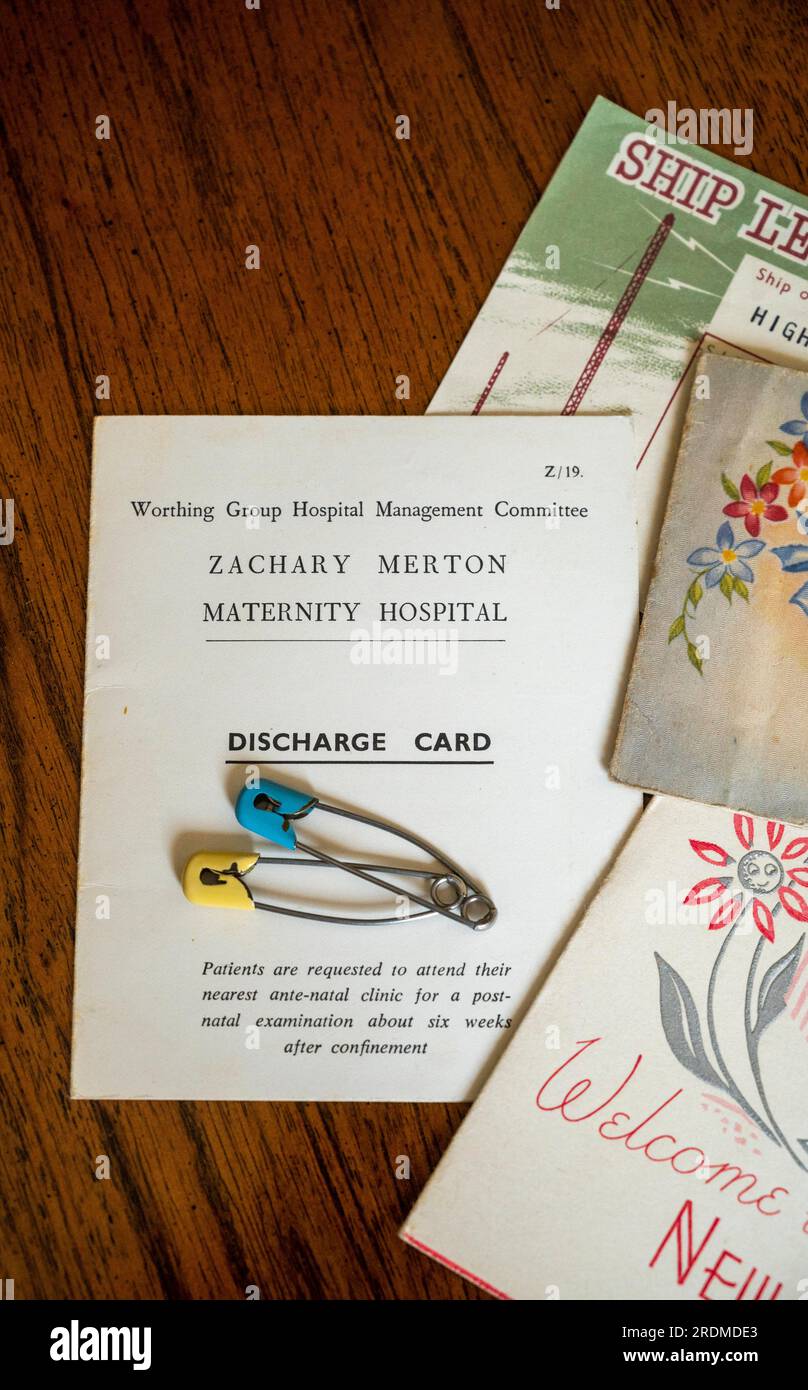 SHIP LE
Ship o
HIGH
Z/19.
Worthing Group Hospital Management Committee
ZACHARY MERTON
MATERNITY HOSPITAL
DISCHARGE CARD
Patients are requested to attend their
nearest ante-natal clinic for a post-
natal examination about six weeks
after confinement
Welcome
New
alamy
Image ID: 2RDMDE3
www.alamy.com